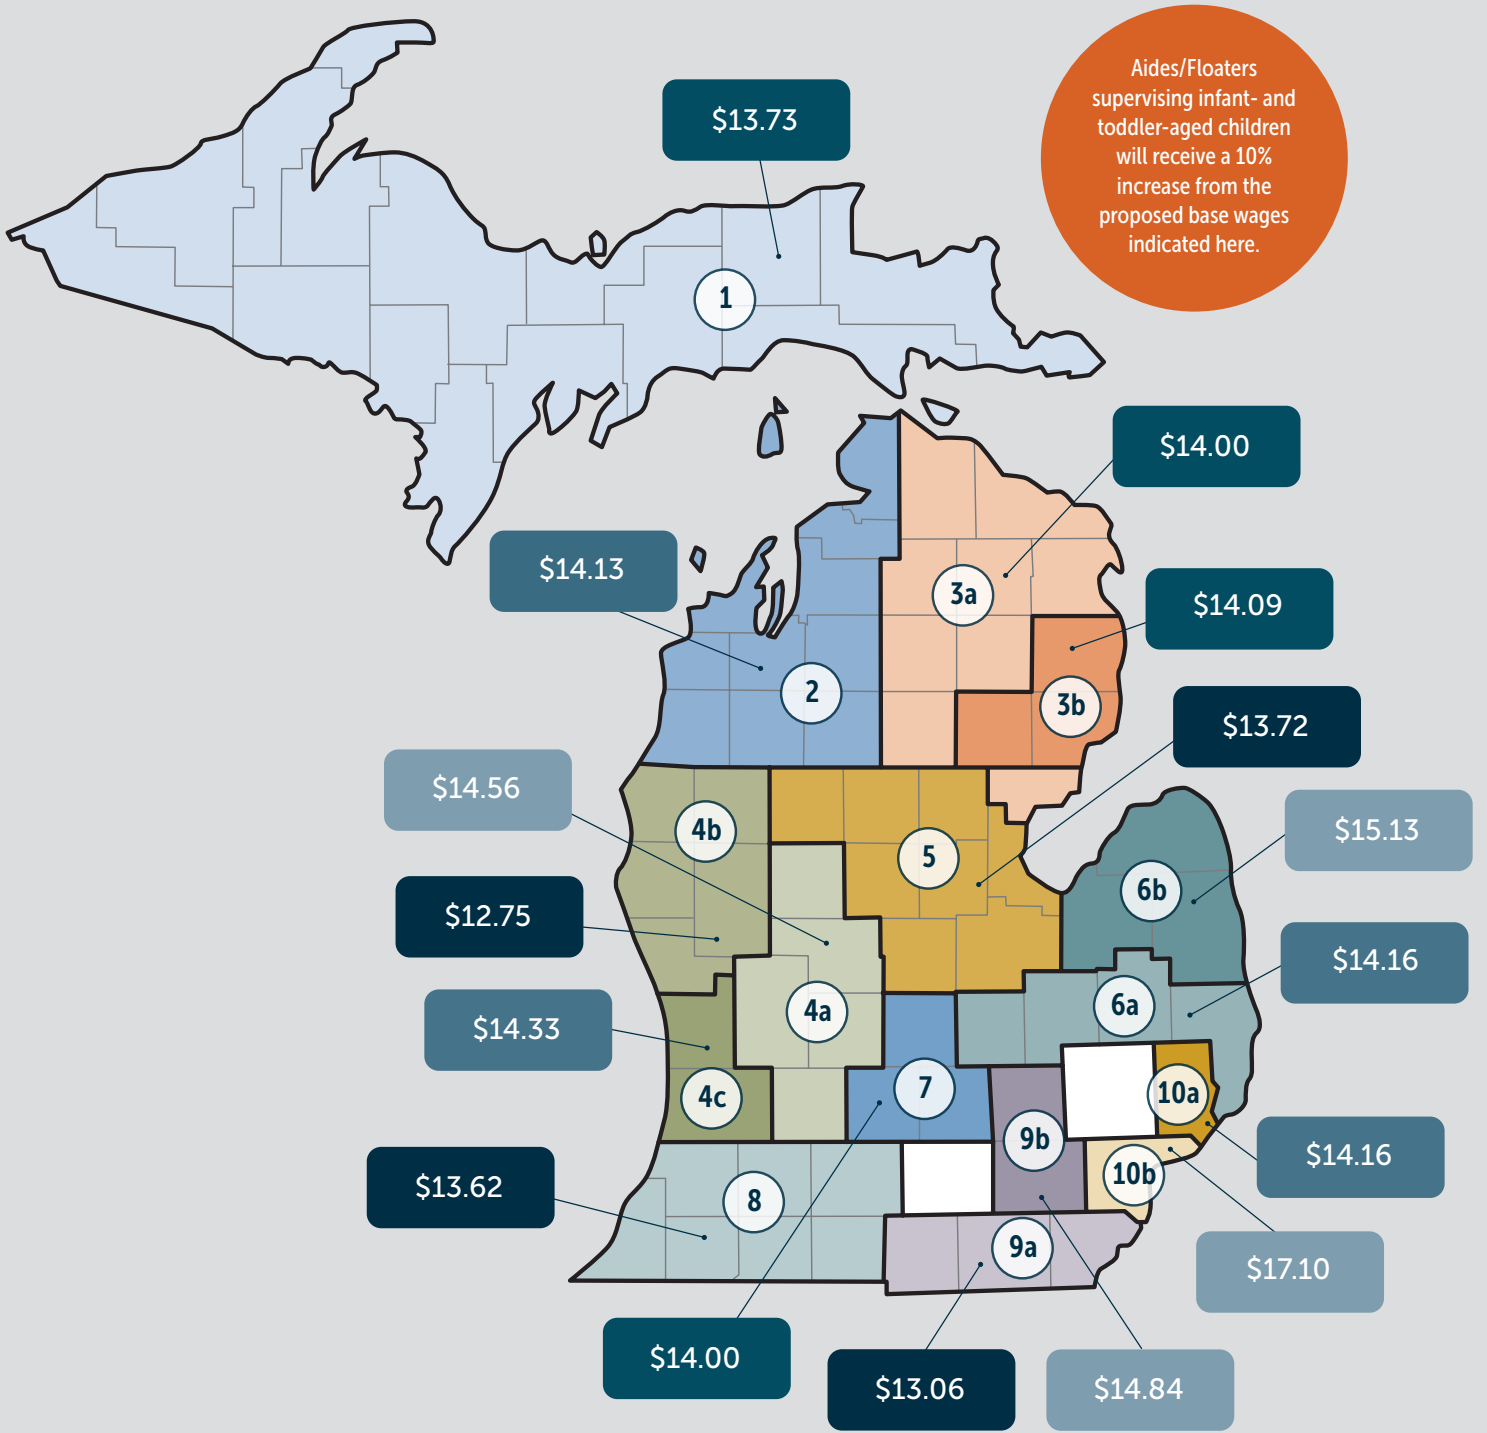 Aides/Floaters
supervising infant- and
toddler-aged children
will receive a 10%
increase from the
proposed base wages
indicated here.
$13.73
1
$14.00
$14.13
3a
$14.09
2
3b
$13.72
$14.56
4b
5
$15.13
6b
$12.75
$14.16
4a
6a
$14.33
4c
7
10a
9b
$14.16
10b
$13.62
8
9a
$17.10
$14.00
$13.06
$14.84